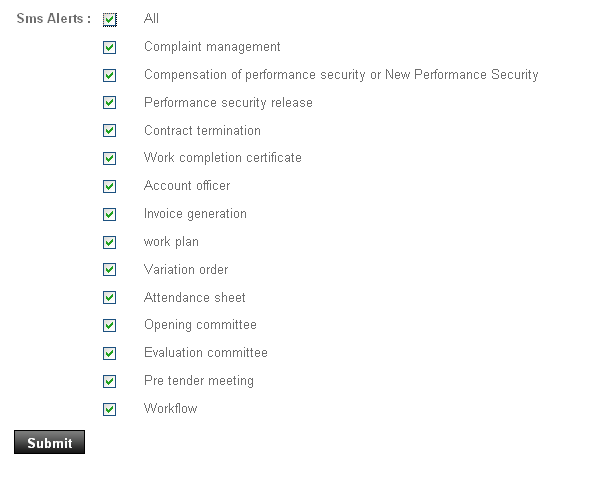 Sms Alerts : All
Complaint management
Compensation of performance security or New Performance Security
Performance security release
Contract termination
Work completion certificate
Account officer
Invoice generation
work plan
Variation order
Attendance sheet
Opening committee
Evaluation committee
Pre tender meeting
Workflow
Submit